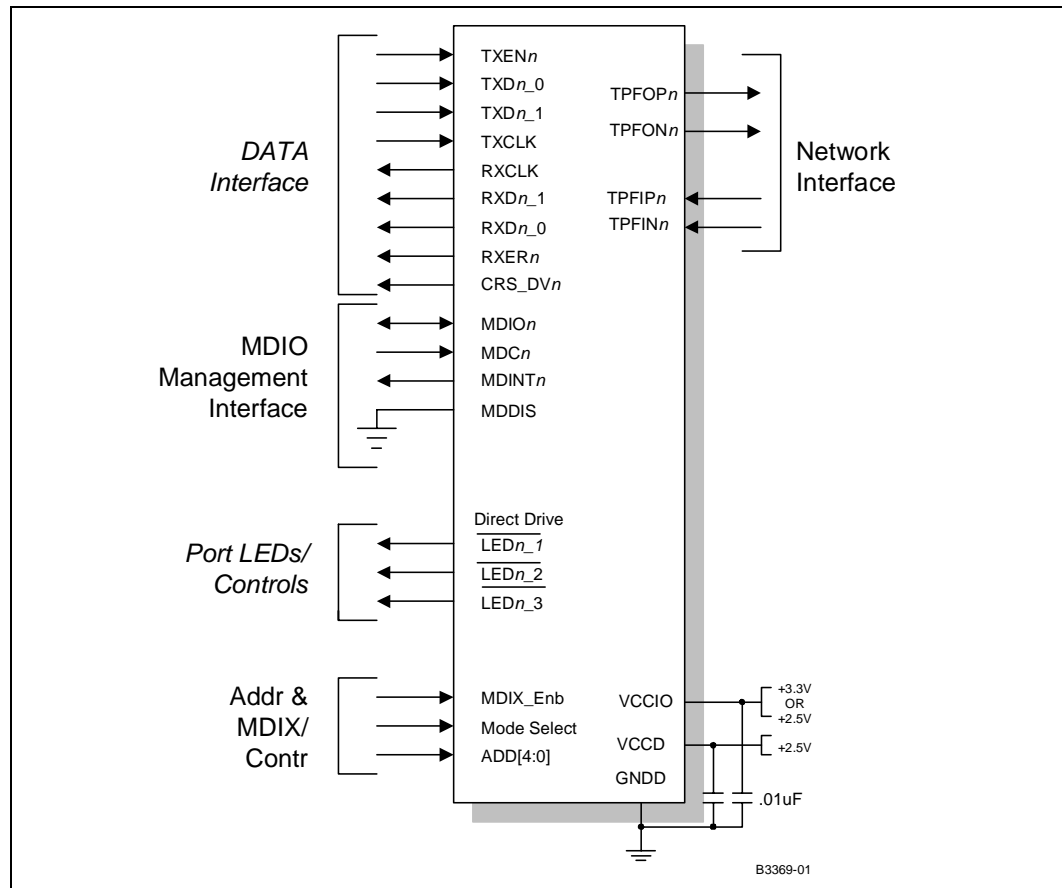 DATA
Interface
TXENn
TXDn_0
TXDn_1
TXCLK
RXCLK
RXDn_1
RXDn_0
RXERn
CRS_DVn
TPFOPn
TPFONn
TPFIPn
TPFINn
Network
Interface
MDIO
Management
Interface
MDIOn
MDCn
MDINTn
MDDIS
Port LEDs/
Controls
Direct Drive
LEDn_1
LEDn_2
LEDn_3
Addr &
MDIX/
Contr
MDIX_Enb
Mode Select
ADD[4:0]
VCCIO
VCCD
GNDD
+3.3V
OR
+2.5V
+2.5V
.01uF
B3369-01